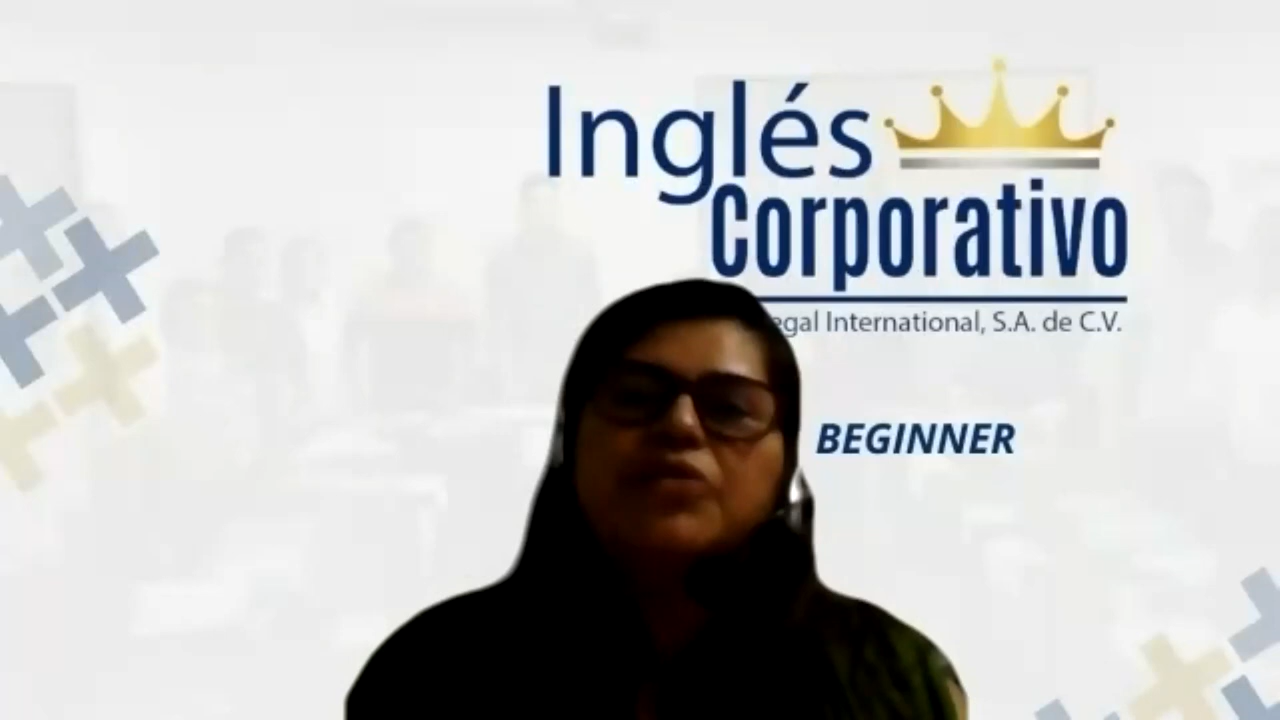 Inglés
Corporativo
International, S.A. de C.V.
BEGINNER